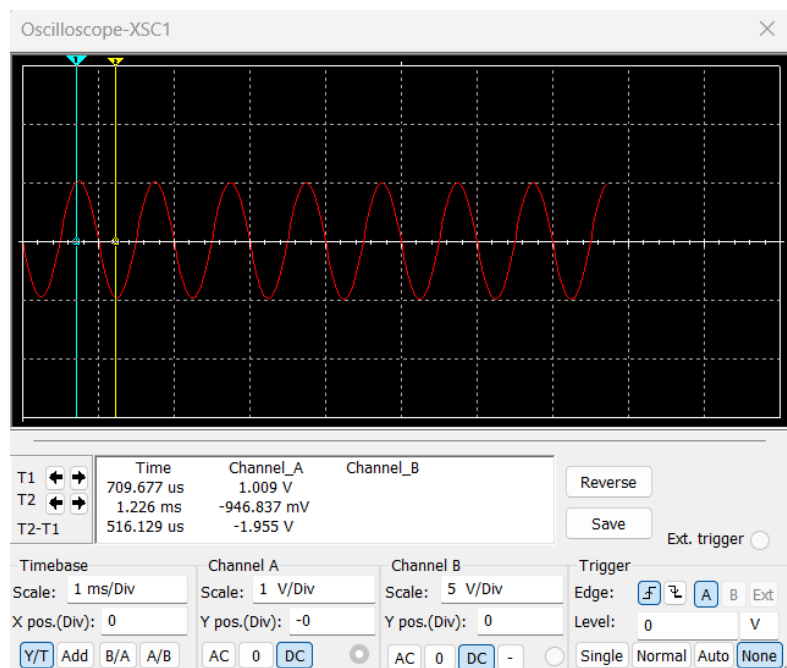 Oscilloscope-XSC1
1 2
Time Channel_A Channel_B
T1 709.677 us 1.009 V
T2 1.226 ms -946.837 mV
T2-T1 516.129 us -1.955 V
Reverse
Save
Ext. trigger
Timebase Channel A Channel B Trigger
Scale: 1 ms/Div Scale: 1 V/Div Scale: 5 V/Div Edge: A B Ext
X pos.(Div): 0 Y pos.(Div): -0 Y pos.(Div): 0 Level: 0 V
Y/T Add B/A A/B AC 0 DC AC 0 DC - Single Normal Auto None